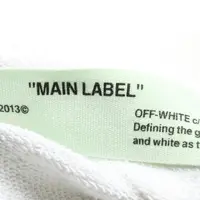 "MAIN LABEL"
2013©
OFF-WHITE c/
Defining the g
and white as t